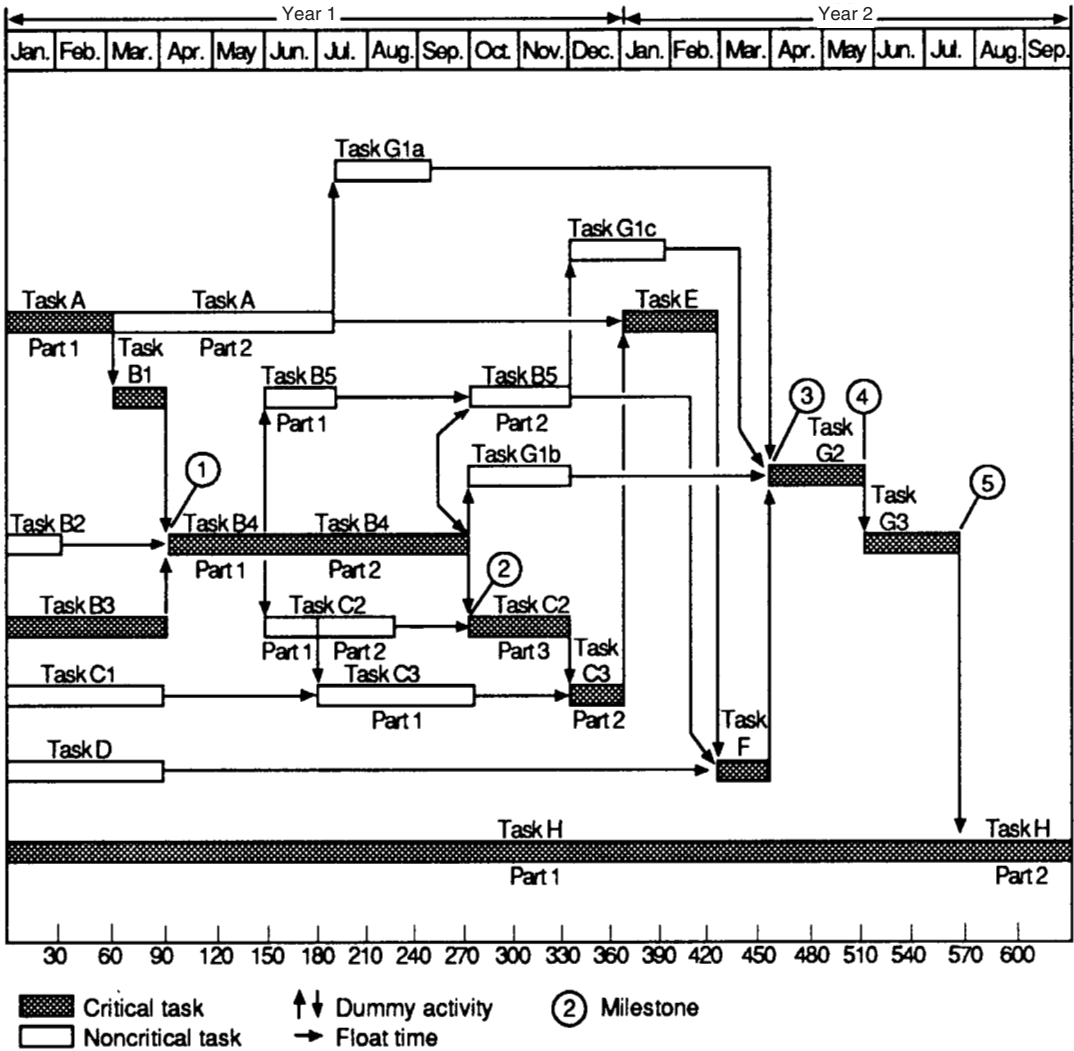 Year 1 Year 2
Jan. Feb. Mar. Apr. May Jun. Jul. Aug. Sep. Oct. Nov. Dec. Jan. Feb. Mar. Apr. May Jun. Jul. Aug. Sep.
Task G1a
Task G1c
Task A Task A Task E
Part 1 Task Part 2
B1 Task B5 Task B5
Part 1 Part 2 3 4
Task
Task G1b G2
1 5
Task
G3
Task B2 Task B4 Task B4
Part 1 Part 2
2
Task B3 Task C2 Task C2
Part 1 Part 2 Part 3 Task
Task C1 Task C3 C3
Part 1 Part 2
Task
Task D F
Task H Task H
Part 1 Part 2
30 60 90 120 150 180 210 240 270 300 330 360 390 420 450 480 510 540 570 600
Critical task Dummy activity 2 Milestone
Noncritical task Float time